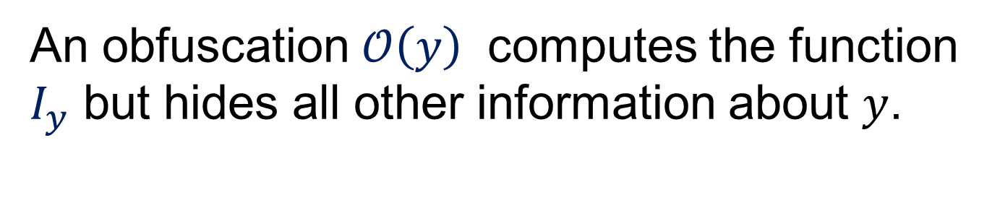 An obfuscation 𝒪(y) computes the function
I_y but hides all other information about y.